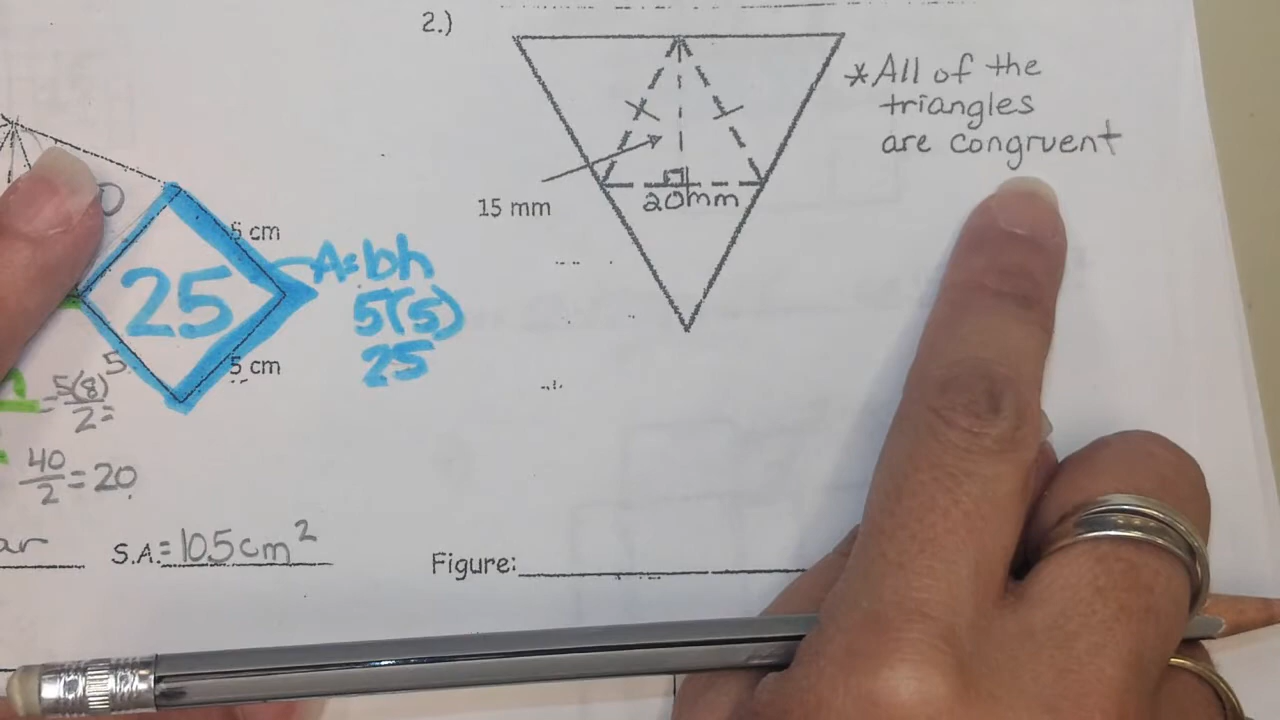 2.)
*All of the
triangles
are congruent
15 mm
20mm
5 cm
25
A=bh
5(5)
25
5
5 cm
5(8)
2
=
40
2
=20
S.A.=105cm²
Figure: